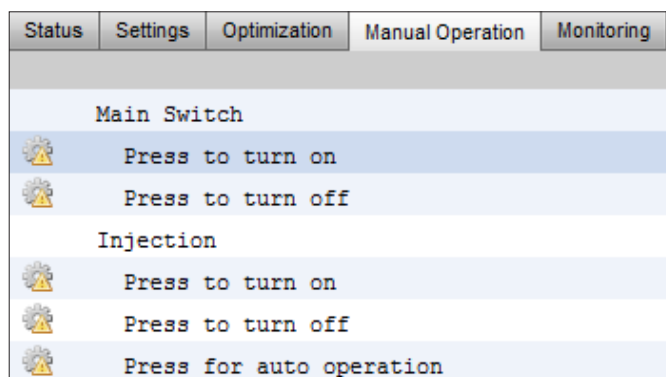 Status Settings Optimization Manual Operation Monitoring
Main Switch
Press to turn on
Press to turn off
Injection
Press to turn on
Press to turn off
Press for auto operation